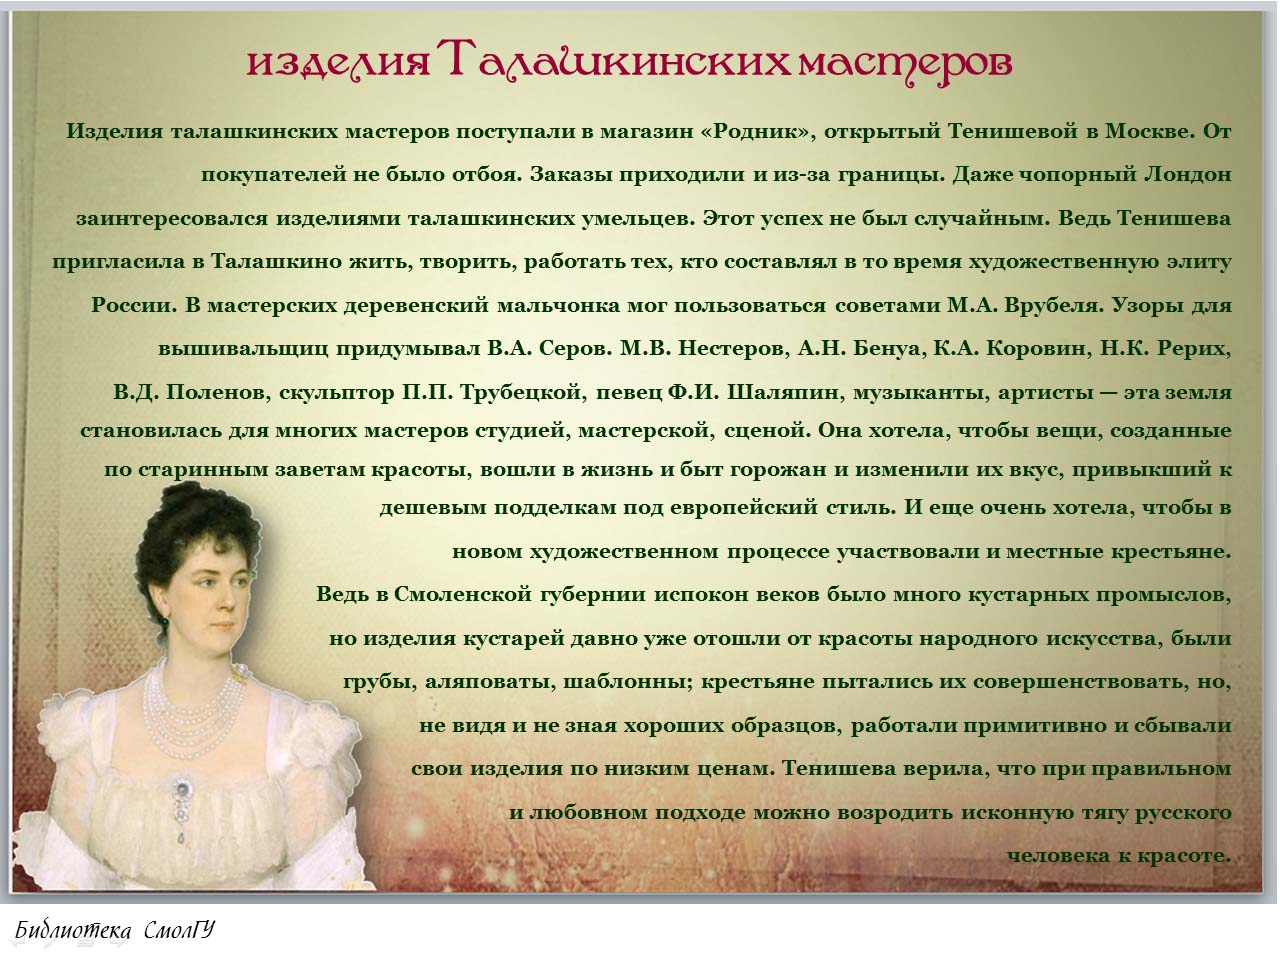 изделия Талашкинских мастеров
Изделия талашкинских мастеров поступали в магазин «Родник», открытый Тенишевой в Москве. От
покупателей не было отбоя. Заказы приходили и из-за границы. Даже чопорный Лондон
заинтересовался изделиями талашкинских умельцев. Этот успех не был случайным. Ведь Тенишева
пригласила в Талашкино жить, творить, работать тех, кто составлял в то время художественную элиту
России. В мастерских деревенский мальчонка мог пользоваться советами М.А. Врубеля. Узоры для
вышивальщиц придумывал В.А. Серов. М.В. Нестеров, А.Н. Бенуа, К.А. Коровин, Н.К. Рерих,
В.Д. Поленов, скульптор П.П. Трубецкой, певец Ф.И. Шаляпин, музыканты, артисты — эта земля
становилась для многих мастеров студией, мастерской, сценой. Она хотела, чтобы вещи, созданные
по старинным заветам красоты, вошли в жизнь и быт горожан и изменили их вкус, привыкший к
дешевым подделкам под европейский стиль. И еще очень хотела, чтобы в
новом художественном процессе участвовали и местные крестьяне.
Ведь в Смоленской губернии испокон веков было много кустарных промыслов,
но изделия кустарей давно уже отошли от красоты народного искусства, были
грубы, аляповаты, шаблонны; крестьяне пытались их совершенствовать, но,
не видя и не зная хороших образцов, работали примитивно и сбывали
свои изделия по низким ценам. Тенишева верила, что при правильном
и любовном подходе можно возродить исконную тягу русского
человека к красоте.
Библиотека СмолГУ